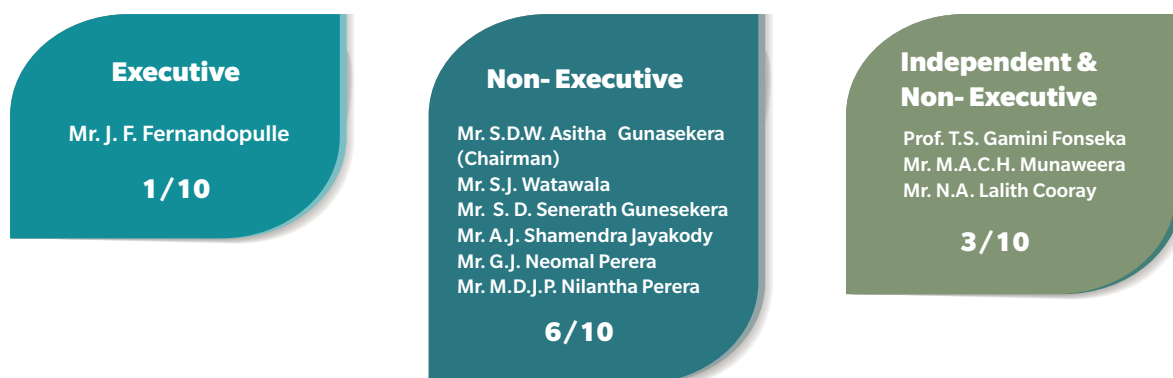 Executive
Mr. J. F. Fernandopulle
1/10
Non- Executive
Mr. S.D.W. Asitha Gunasekera
(Chairman)
Mr. S.J. Watawala
Mr. S. D. Senerath Gunesekera
Mr. A.J. Shamendra Jayakody
Mr. G.J. Neomal Perera
Mr. M.D.J.P. Nilantha Perera
6/10
Independent &
Non- Executive
Prof. T.S. Gamini Fonseka
Mr. M.A.C.H. Munaweera
Mr. N.A. Lalith Cooray
3/10